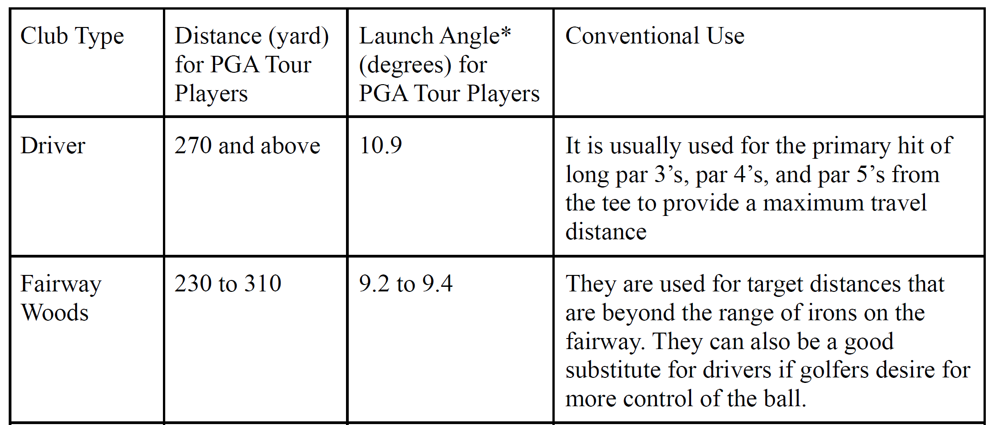 Club Type
Distance (yard)
for PGA Tour
Players
Launch Angle*
(degrees) for
PGA Tour Players
Conventional Use
Driver
270 and above
10.9
It is usually used for the primary hit of
long par 3’s, par 4’s, and par 5’s from
the tee to provide a maximum travel
distance
Fairway
Woods
230 to 310
9.2 to 9.4
They are used for target distances that
are beyond the range of irons on the
fairway. They can also be a good
substitute for drivers if golfers desire for
more control of the ball.